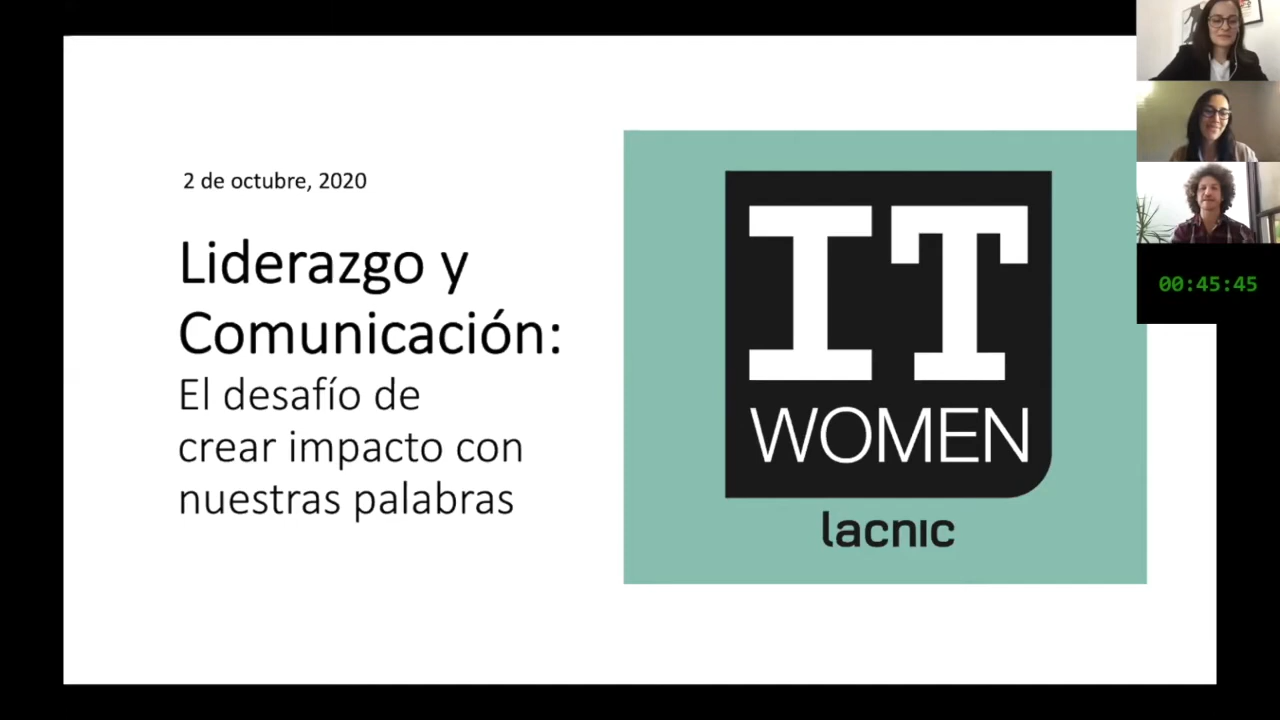 2 de octubre, 2020
Liderazgo y
Comunicación:
El desafío de
crear impacto con
nuestras palabras
IT
WOMEN
lacnic
00:45:45